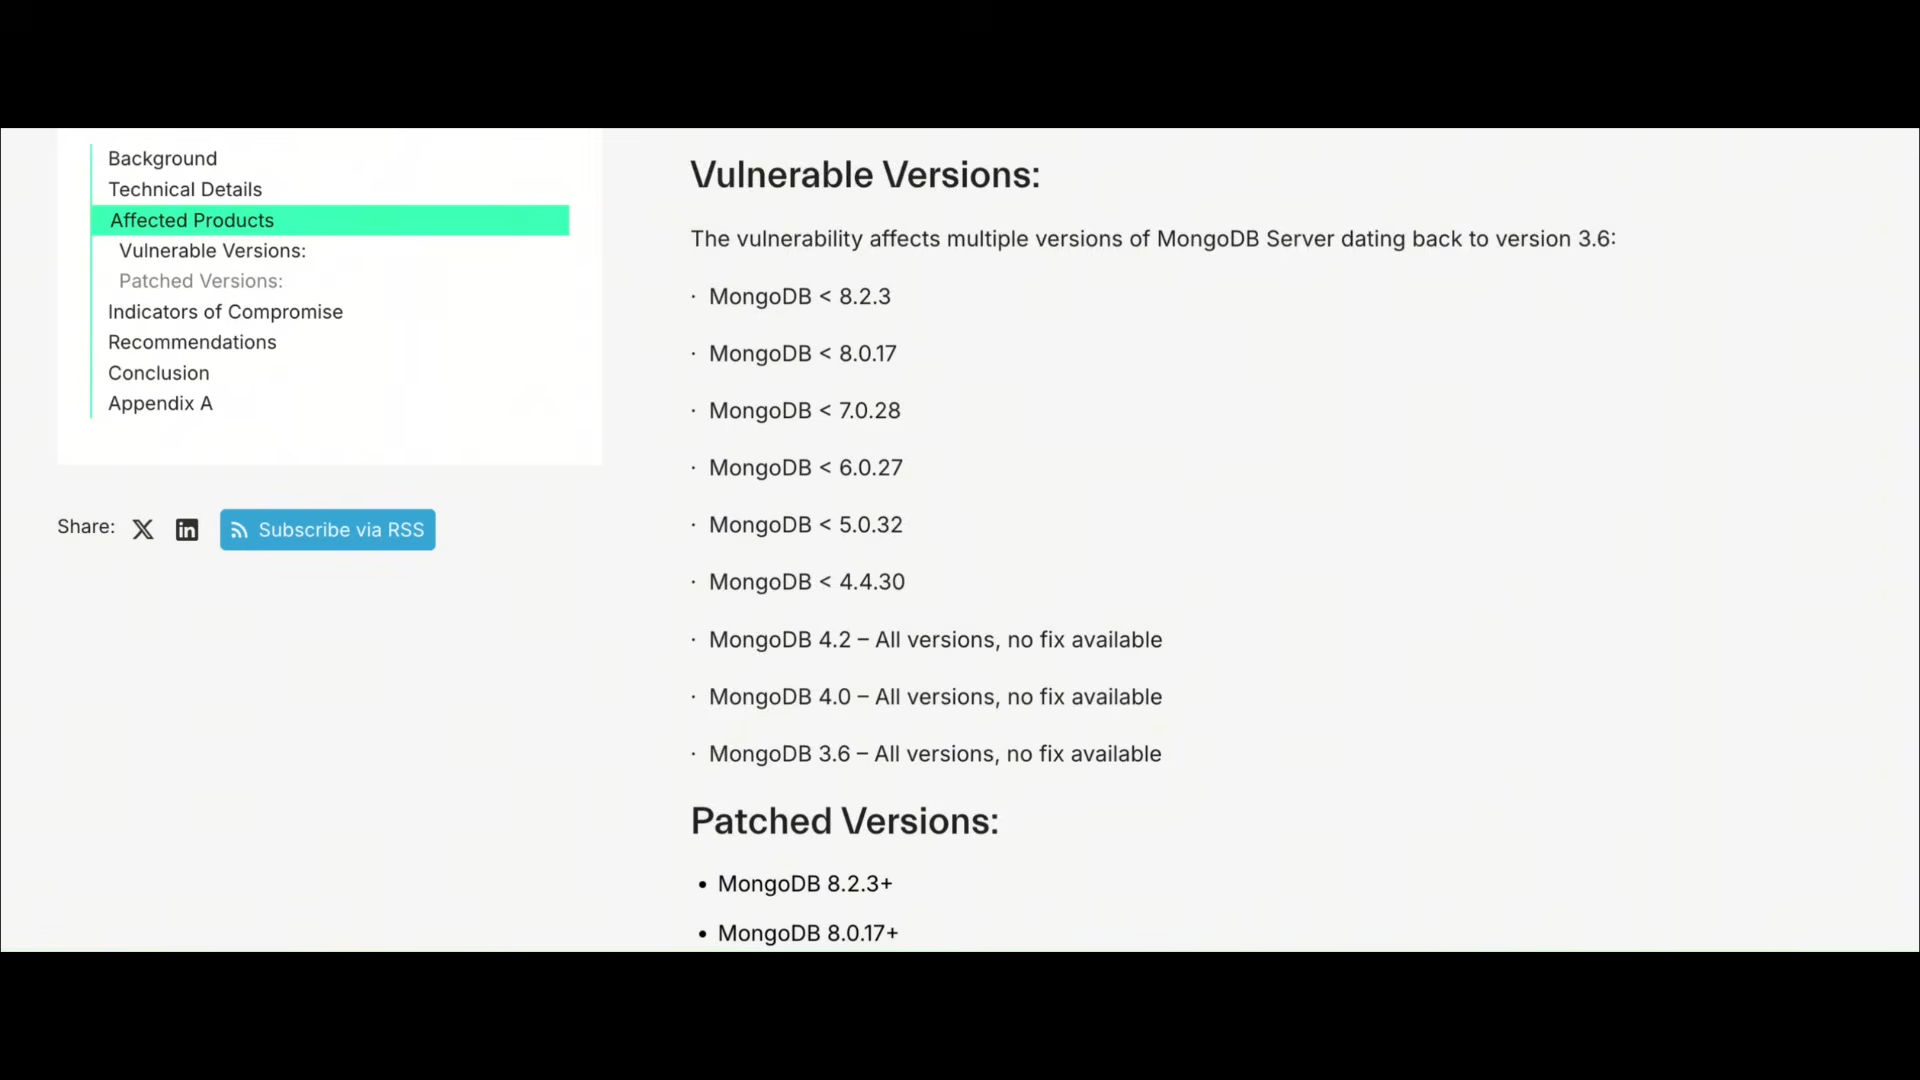 Background
Technical Details
Affected Products
Vulnerable Versions:
Patched Versions:
Indicators of Compromise
Recommendations
Conclusion
Appendix A
Share:
Subscribe via RSS
Vulnerable Versions:
The vulnerability affects multiple versions of MongoDB Server dating back to version 3.6:
· MongoDB < 8.2.3
· MongoDB < 8.0.17
· MongoDB < 7.0.28
· MongoDB < 6.0.27
· MongoDB < 5.0.32
· MongoDB < 4.4.30
· MongoDB 4.2 – All versions, no fix available
· MongoDB 4.0 – All versions, no fix available
· MongoDB 3.6 – All versions, no fix available
Patched Versions:
• MongoDB 8.2.3+
• MongoDB 8.0.17+